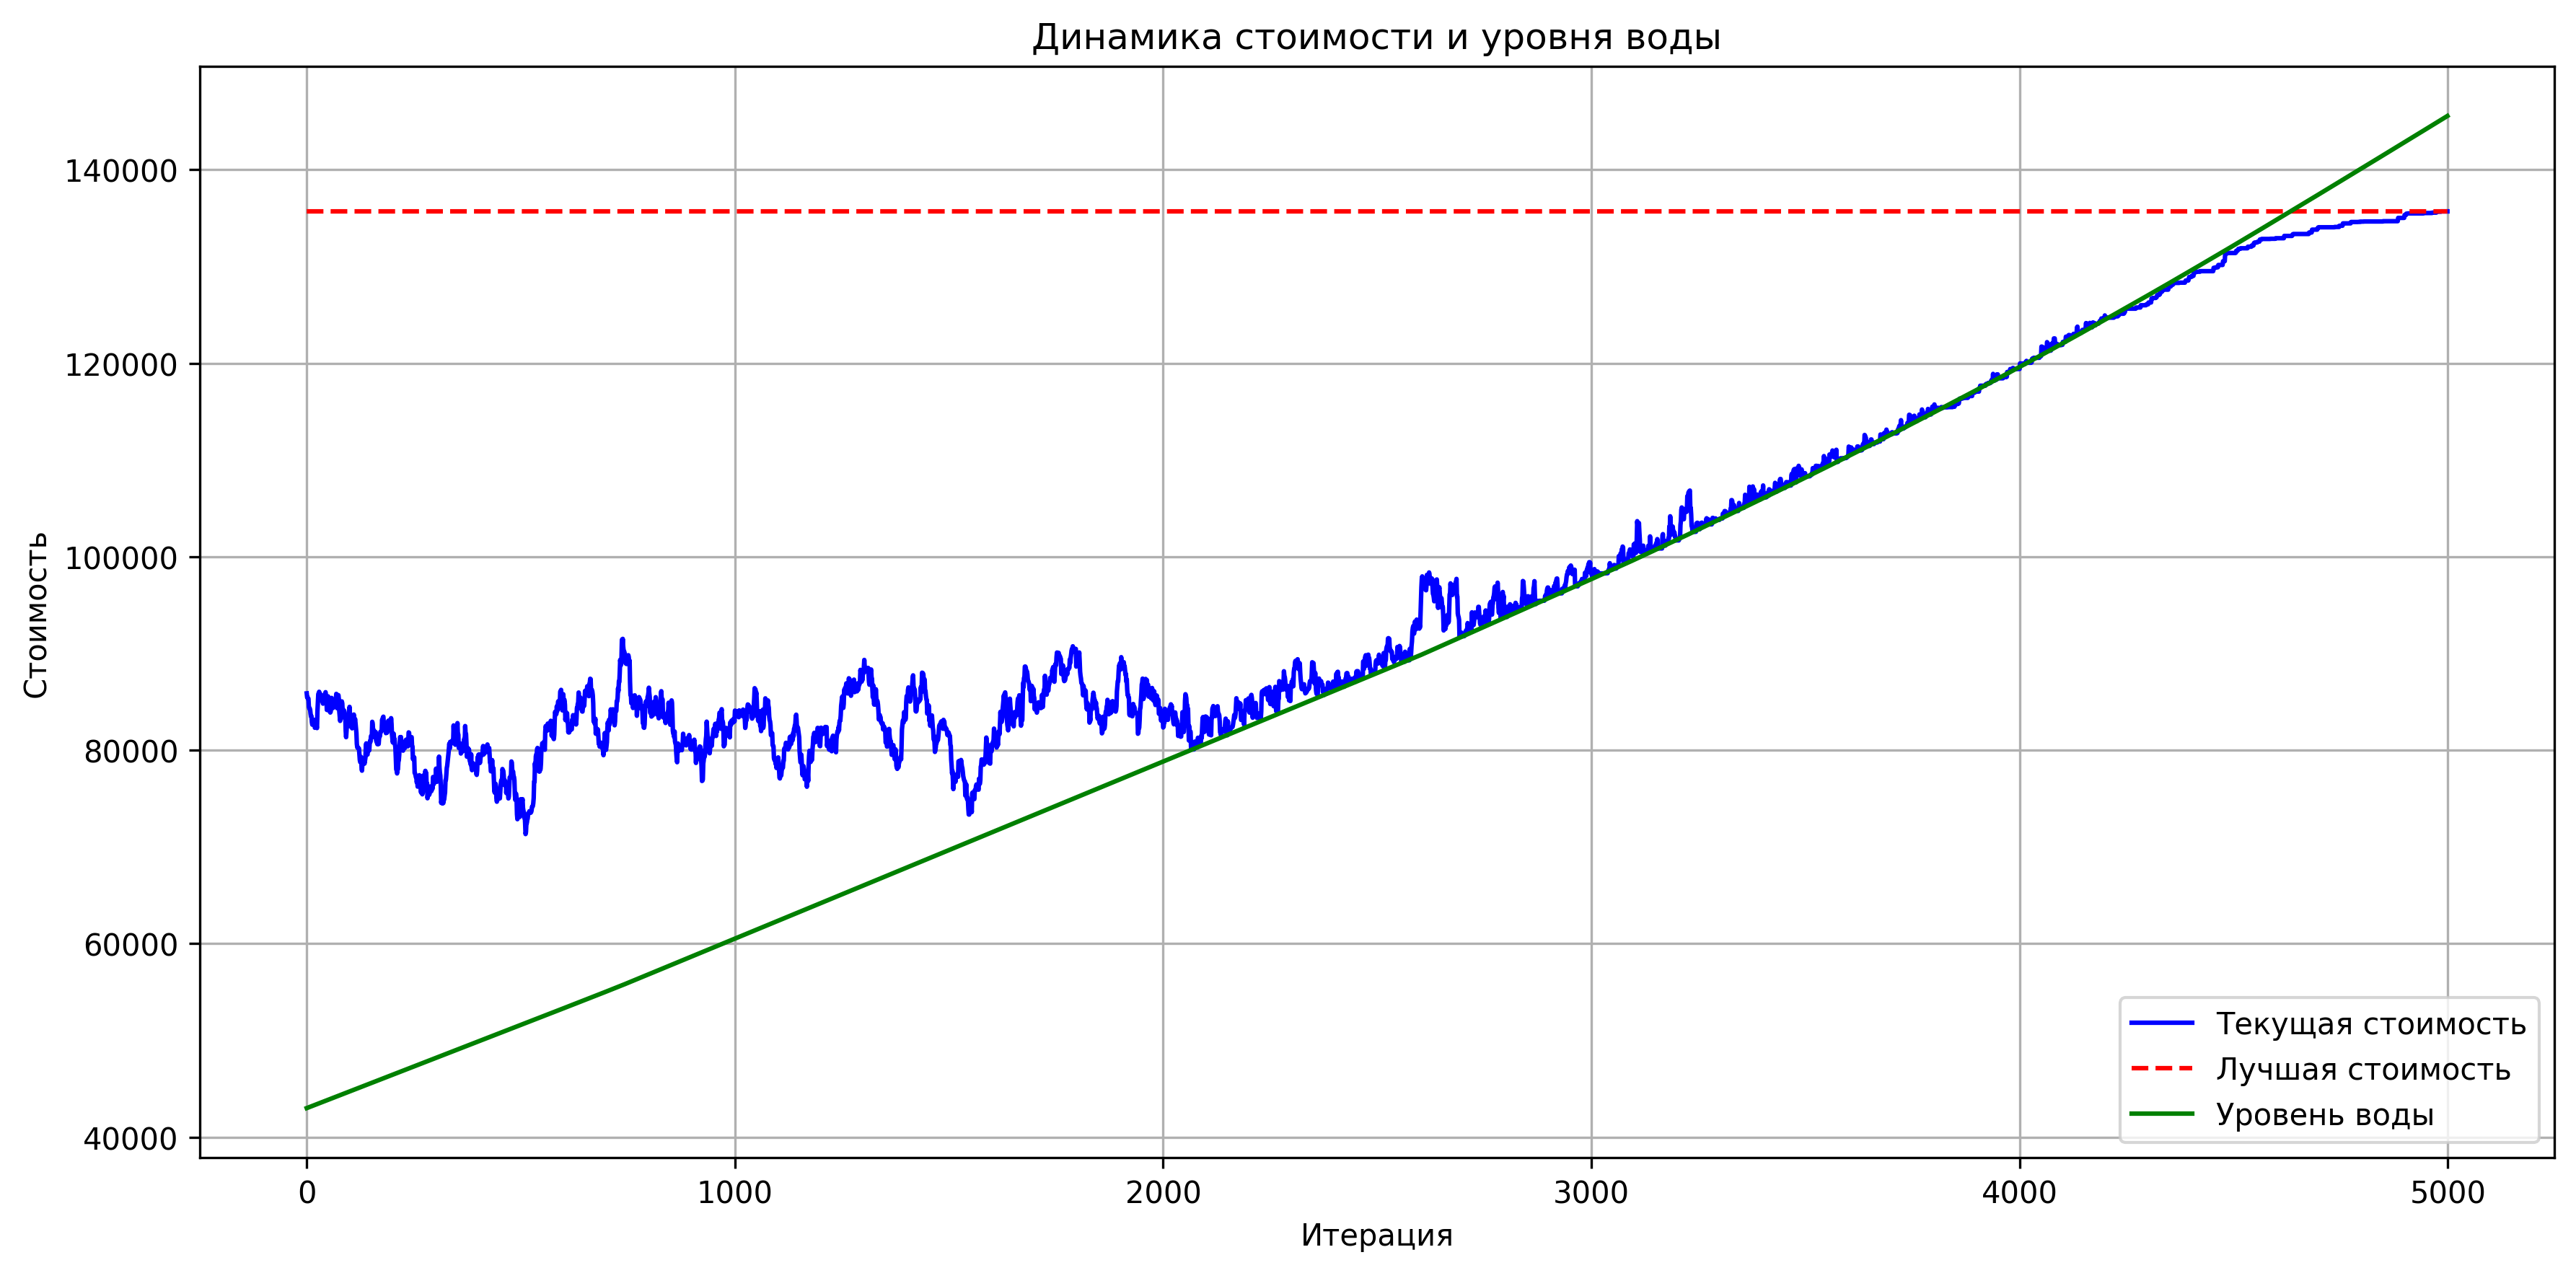 Динамика стоимости и уровня воды
Стоимость
140000
120000
100000
80000
60000
40000
0
1000
2000
3000
4000
5000
Итерация
Текущая стоимость
Лучшая стоимость
Уровень воды